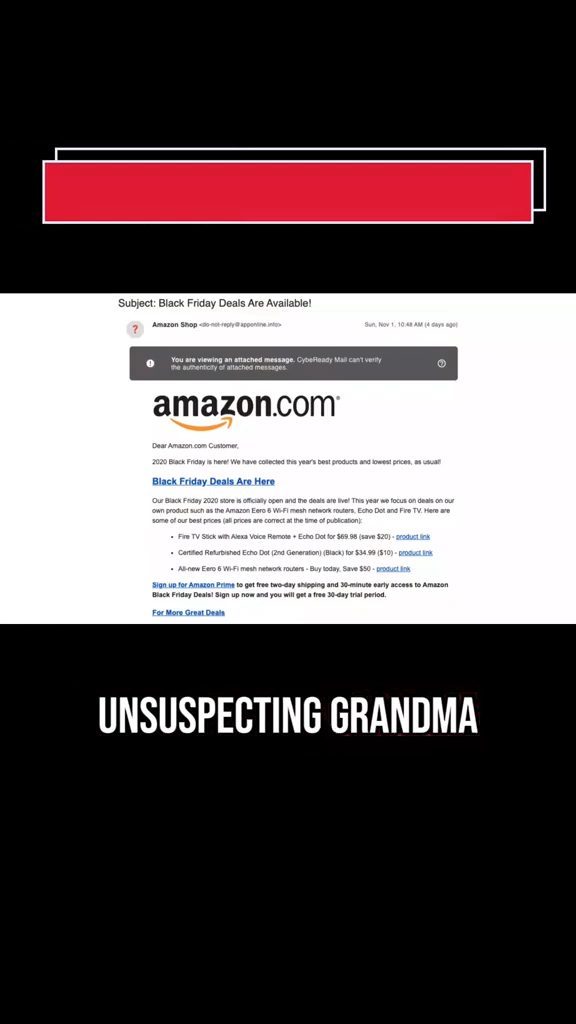 Subject: Black Friday Deals Are Available!
Amazon Shop <do-not-reply@apponline.info>
Sun, Nov 1, 10:48 AM (4 days ago)
You are viewing an attached message. CybeReady Mail can't verify
the authenticity of attached messages.
amazon.com
Dear Amazon.com Customer,
2020 Black Friday is here! We have collected this year's best products and lowest prices, as usual!
Black Friday Deals Are Here
Our Black Friday 2020 store is officially open and the deals are live! This year we focus on deals on our
own product such as the Amazon Eero 6 Wi-Fi mesh network routers, Echo Dot and Fire TV. Here are
some of our best prices (all prices are correct at the time of publication):
• Fire TV Stick with Alexa Voice Remote + Echo Dot for $69.98 (save $20) - product link
• Certified Refurbished Echo Dot (2nd Generation) (Black) for $34.99 ($10) - product link
• All-new Eero 6 Wi-Fi mesh network routers - Buy today, Save $50 - product link
Sign up for Amazon Prime to get free two-day shipping and 30-minute early access to Amazon
Black Friday Deals! Sign up now and you will get a free 30-day trial period.
For More Great Deals
UNSUSPECTING GRANDMA